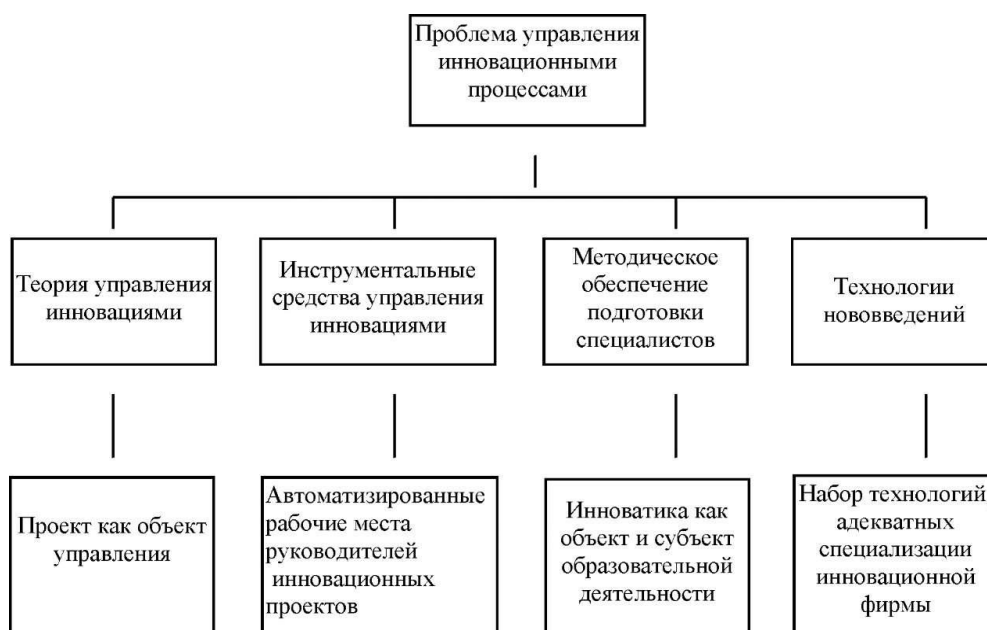 Проблема управления
инновационными
процессами
Теория управления
инновациями
Инструментальные
средства управления
инновациями
Методическое
обеспечение
подготовки
специалистов
Технологии
нововведений
Проект как объект
управления
Автоматизированные
рабочие места
руководителей
инновационных
проектов
Инноватика как
объект и субъект
образовательной
деятельности
Набор технологий,
адекватных
специализации
инновационной
фирмы